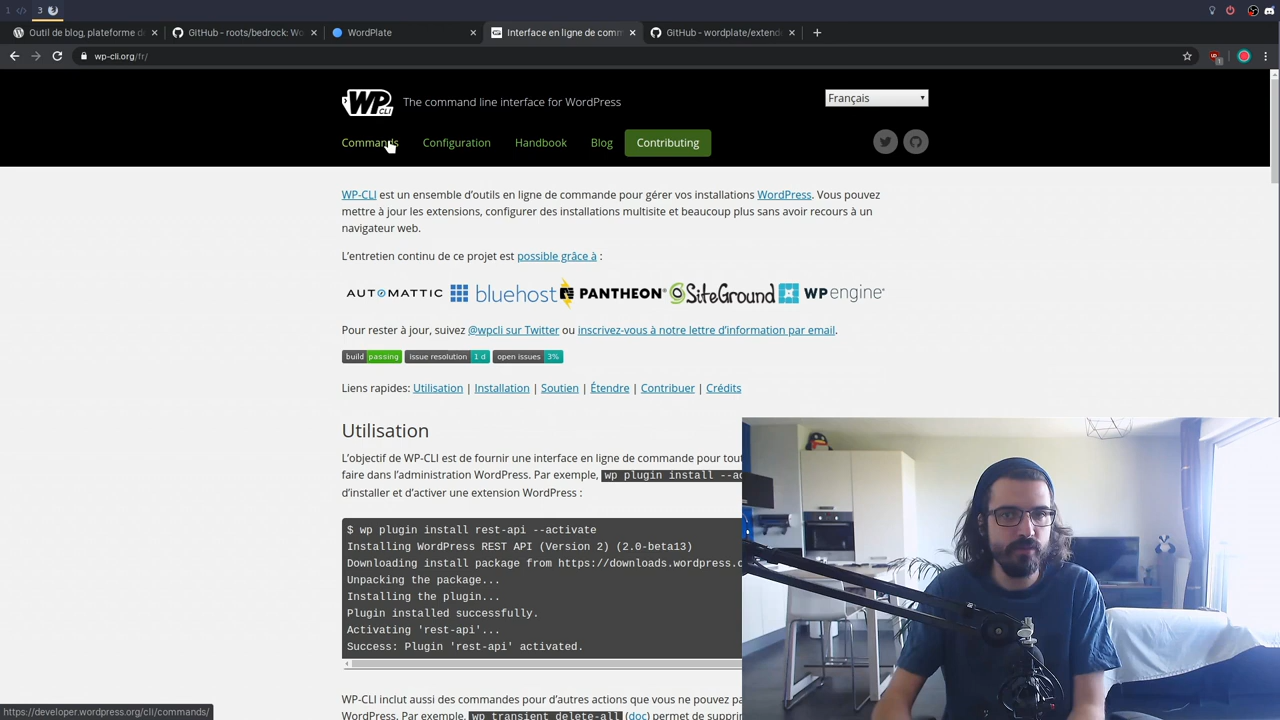 1
3
Outil de blog, plateforme d
GitHub - roots/bedrock: Wo
WordPlate
Interface en ligne de comm
GitHub - wordplate/extend
wp-cli.org/fr/
WP CLI
The command line interface for WordPress
Français
Commands
Configuration
Handbook
Blog
Contributing
WP-CLI est un ensemble d'outils en ligne de commande pour gérer vos installations WordPress. Vous pouvez
mettre à jour les extensions, configurer des installations multisite et beaucoup plus sans avoir recours à un
navigateur web.
L'entretien continu de ce projet est possible grâce à :
AUTOMATTIC bluehost PANTHEON® SiteGround WP engine®
Pour rester à jour, suivez @wpcli sur Twitter ou inscrivez-vous à notre lettre d'information par email.
build passing issue resolution 1 d open issues 3%
Liens rapides: Utilisation | Installation | Soutien | Étendre | Contribuer | Crédits
Utilisation
L'objectif de WP-CLI est de fournir une interface en ligne de commande pour tout
faire dans l'administration WordPress. Par exemple, wp plugin install --ac
d'installer et d'activer une extension WordPress :
$ wp plugin install rest-api --activate
Installing WordPress REST API (Version 2) (2.0-beta13)
Downloading install package from https://downloads.wordpress.o
Unpacking the package...
Installing the plugin...
Plugin installed successfully.
Activating 'rest-api'...
Success: Plugin 'rest-api' activated.
WP-CLI inclut aussi des commandes pour d'autres actions que vous ne pouvez pa
WordPress. Par exemple, wp transient delete-all (doc) permet de supprim
https://developer.wordpress.org/cli/commands/